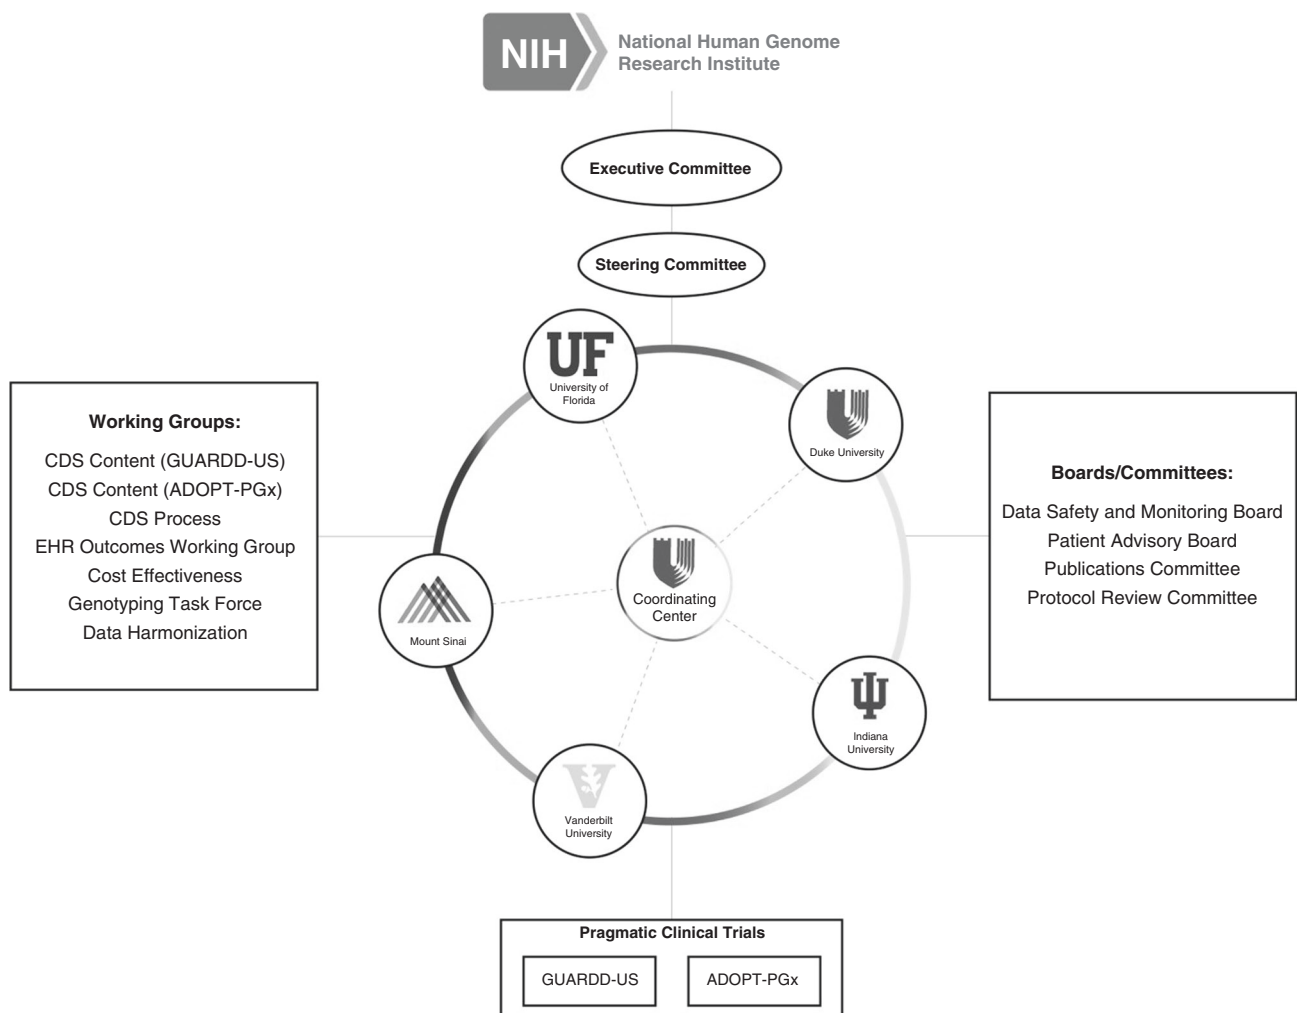 NIH
National Human Genome
Research Institute
Executive Committee
Steering Committee
UF
University of
Florida
Duke University
Working Groups:
CDS Content (GUARDD-US)
CDS Content (ADOPT-PGx)
CDS Process
EHR Outcomes Working Group
Cost Effectiveness
Genotyping Task Force
Data Harmonization
Boards/Committees:
Data Safety and Monitoring Board
Patient Advisory Board
Publications Committee
Protocol Review Committee
Coordinating
Center
Mount Sinai
Indiana
University
V
Vanderbilt
University
Pragmatic Clinical Trials
GUARDD-US
ADOPT-PGx